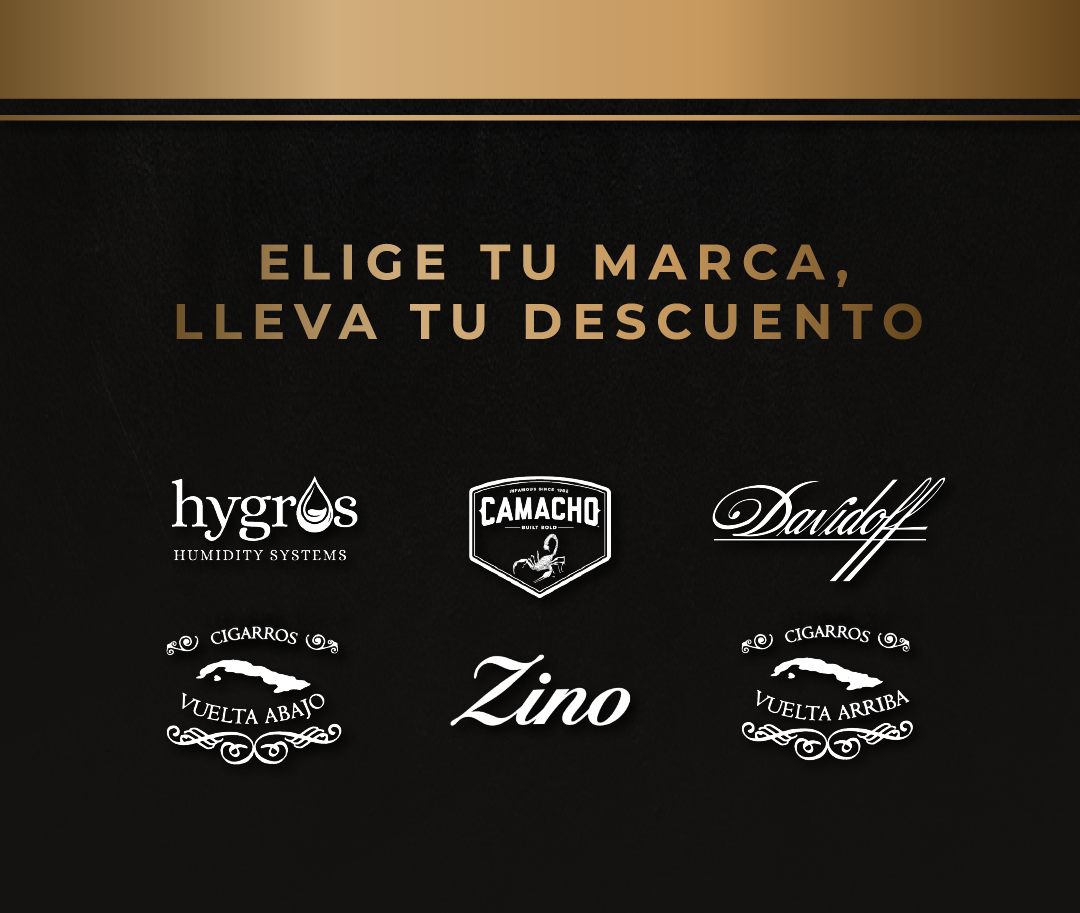 ELIGE TU MARCA,
LLEVA TU DESCUENTO
hygros
HUMIDITY SYSTEMS
INFAMOUS SINCE 1962
CAMACHO
BUILT BOLD
Davidoff
CIGARROS
VUELTA ABAJO
Zino
CIGARROS
VUELTA ARRIBA